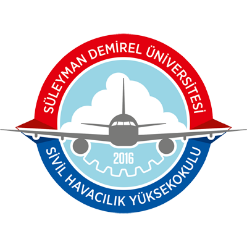 SÜLEYMAN DEMİREL ÜNİVERSİTESİ
2016
SİVİL HAVACILIK YÜKSEKOKULU